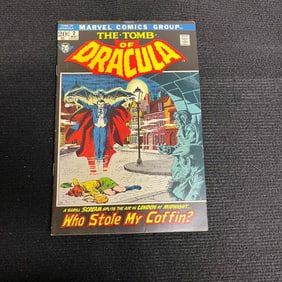 MARVEL COMICS GROUP
THE TOMB
OF
DRACULA
20¢
2
A SHRILL SCREAM SPLITS THE AIR IN LONDON AT MIDNIGHT...
Who Stole My Coffin?